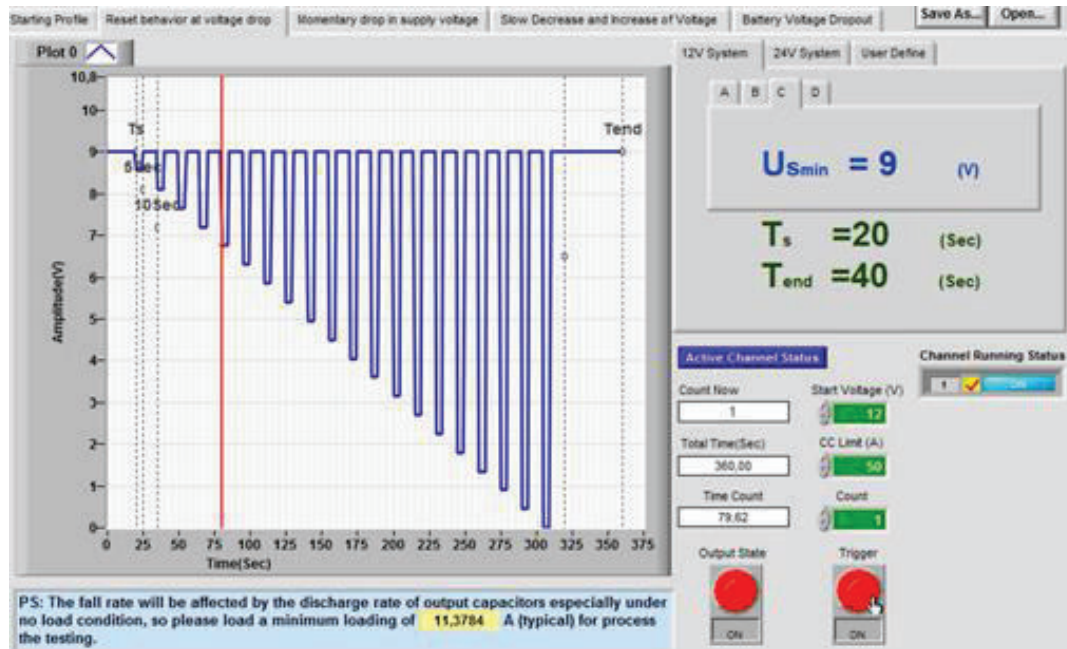 Starting Profile Reset behavior at voltage drop Momentary drop in supply voltage Slow Decrease and Increase of Voltage Battery Voltage Dropout Save As... Open...
Plot 0
12V System 24V System User Define
A B C D
USmin = 9 (V)
Ts =20 (Sec)
Tend =40 (Sec)
Amplitude(V)
10,8
10
9
8
7
6
5
4
3
2
1
0
Ts
Tend
5 Sec
10 Sec
0 25 50 75 100 125 150 175 200 225 250 275 300 325 350 375
Time(Sec)
Active Channel Status
Channel Running Status
1 ON
Count Now
1
Start Voltage (V)
12
Total Time(Sec)
360,00
CC Limit (A)
50
Time Count
79,62
Count
1
Output State
ON
Trigger
ON
PS: The fall rate will be affected by the discharge rate of output capacitors especially under
no load condition, so please load a minimum loading of 11,3784 A (typical) for process
the testing.